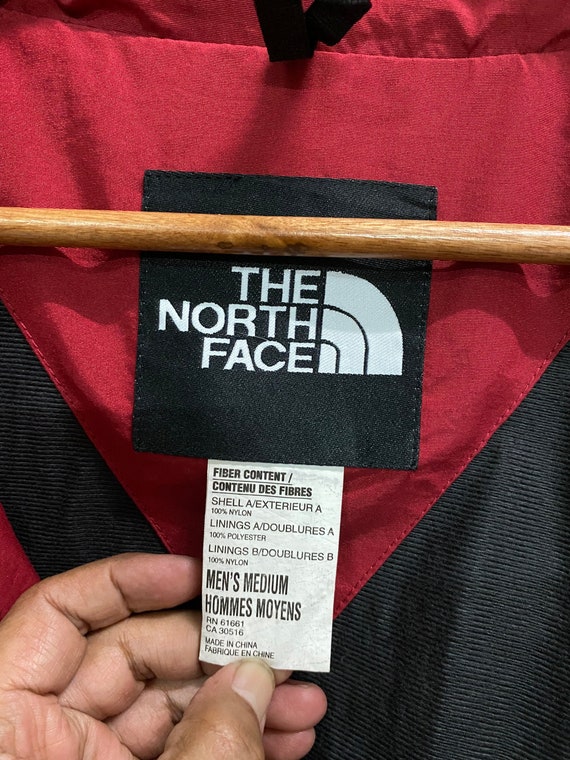 THE
NORTH
FACE
FIBER CONTENT /
CONTENU DES FIBRES
SHELL A/EXTERIEUR A
100% NYLON
LININGS A/DOUBLURES A
100% POLYESTER
LININGS B/DOUBLURES B
100% NYLON
MEN'S MEDIUM
HOMMES MOYENS
RN 61661
CA 30516
MADE IN CHINA
FABRIQUE EN CHINE